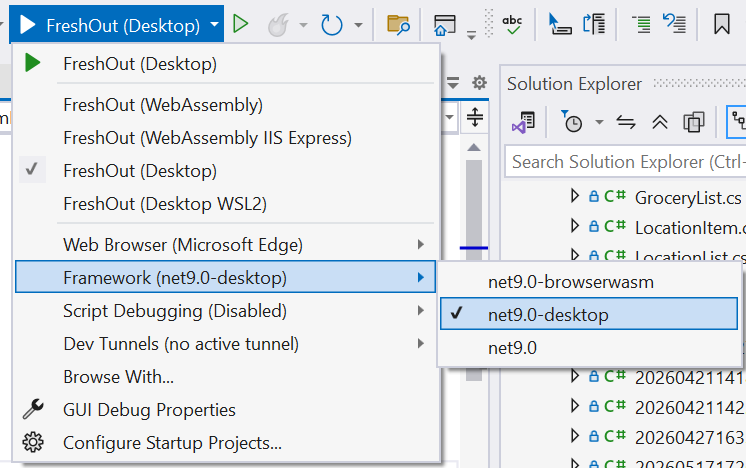 FreshOut (Desktop)
abc
FreshOut (Desktop)
FreshOut (WebAssembly)
FreshOut (WebAssembly IIS Express)
FreshOut (Desktop)
FreshOut (Desktop WSL2)
Web Browser (Microsoft Edge)
Framework (net9.0-desktop)
Script Debugging (Disabled)
Dev Tunnels (no active tunnel)
Browse With...
GUI Debug Properties
Configure Startup Projects...
net9.0-browserwasm
net9.0-desktop
net9.0
Solution Explorer
Search Solution Explorer (Ctrl-
C# GroceryList.cs
C# LocationItem.c
C# LocationList.cs
C# 20260421141
C# 20260421142
C# 20260427163